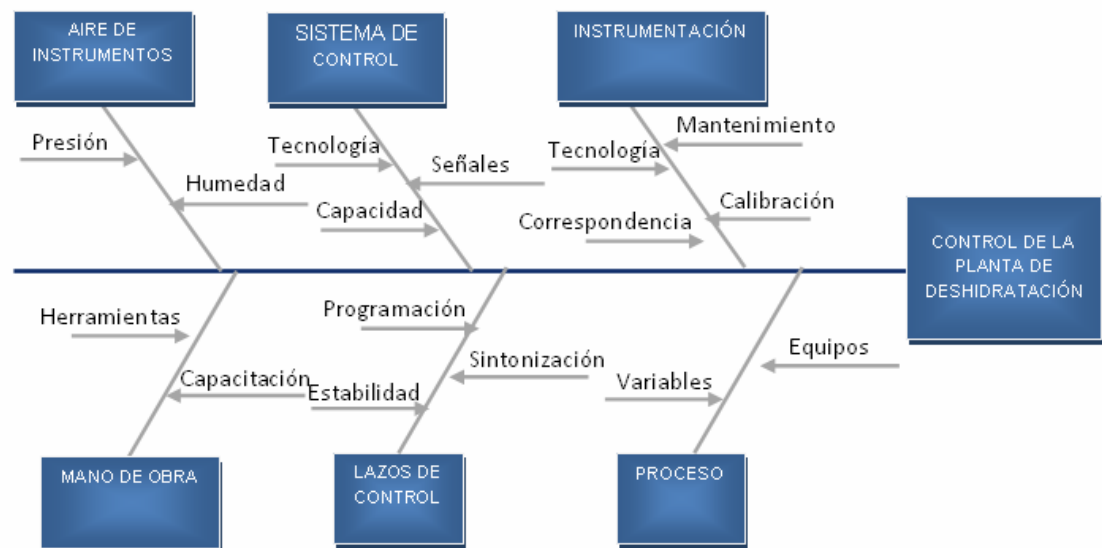 AIRE DE
INSTRUMENTOS
SISTEMA DE
CONTROL
INSTRUMENTACIÓN
Presión
Humedad
Tecnología
Señales
Capacidad
Mantenimiento
Tecnología
Calibración
Correspondencia
CONTROL DE LA
PLANTA DE
DESHIDRATACIÓN
Herramientas
Capacitación
Programación
Sintonización
Estabilidad
Equipos
Variables
MANO DE OBRA
LAZOS DE
CONTROL
PROCESO